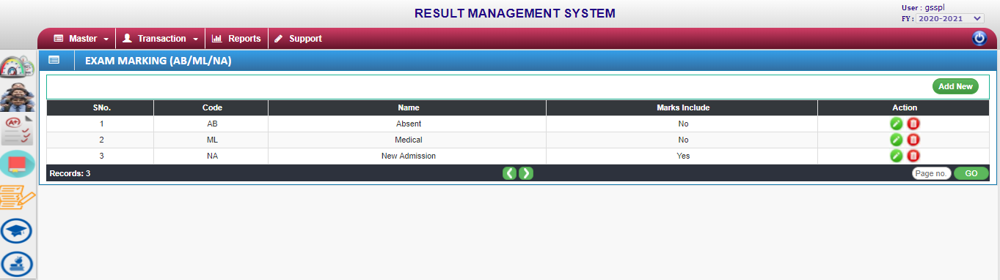 RESULT MANAGEMENT SYSTEM
User : gsspl
FY : 2020-2021
Master Transaction Reports Support
EXAM MARKING (AB/ML/NA)
Add New
SNo. Code Name Marks Include Action
1 AB Absent No
2 ML Medical No
3 NA New Admission Yes
Records: 3 Page no. GO
A+